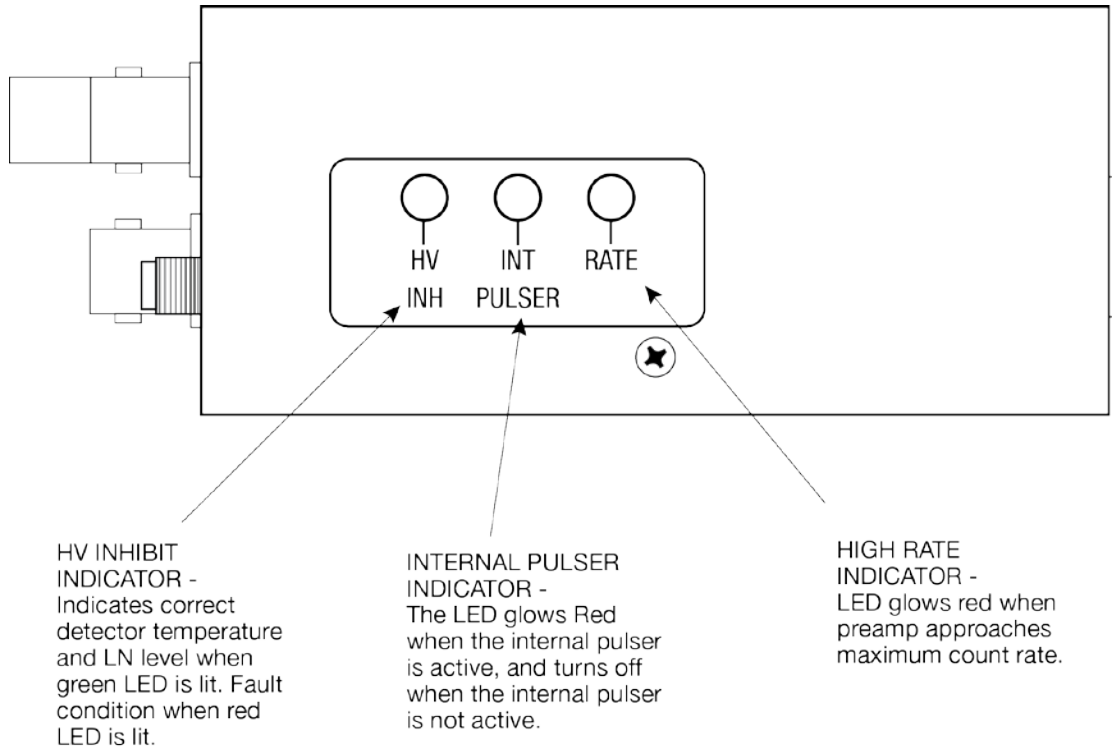 HV INT RATE
INH PULSER
HV INHIBIT
INDICATOR -
Indicates correct
detector temperature
and LN level when
green LED is lit. Fault
condition when red
LED is lit.
INTERNAL PULSER
INDICATOR -
The LED glows Red
when the internal pulser
is active, and turns off
when the internal pulser
is not active.
HIGH RATE
INDICATOR -
LED glows red when
preamp approaches
maximum count rate.